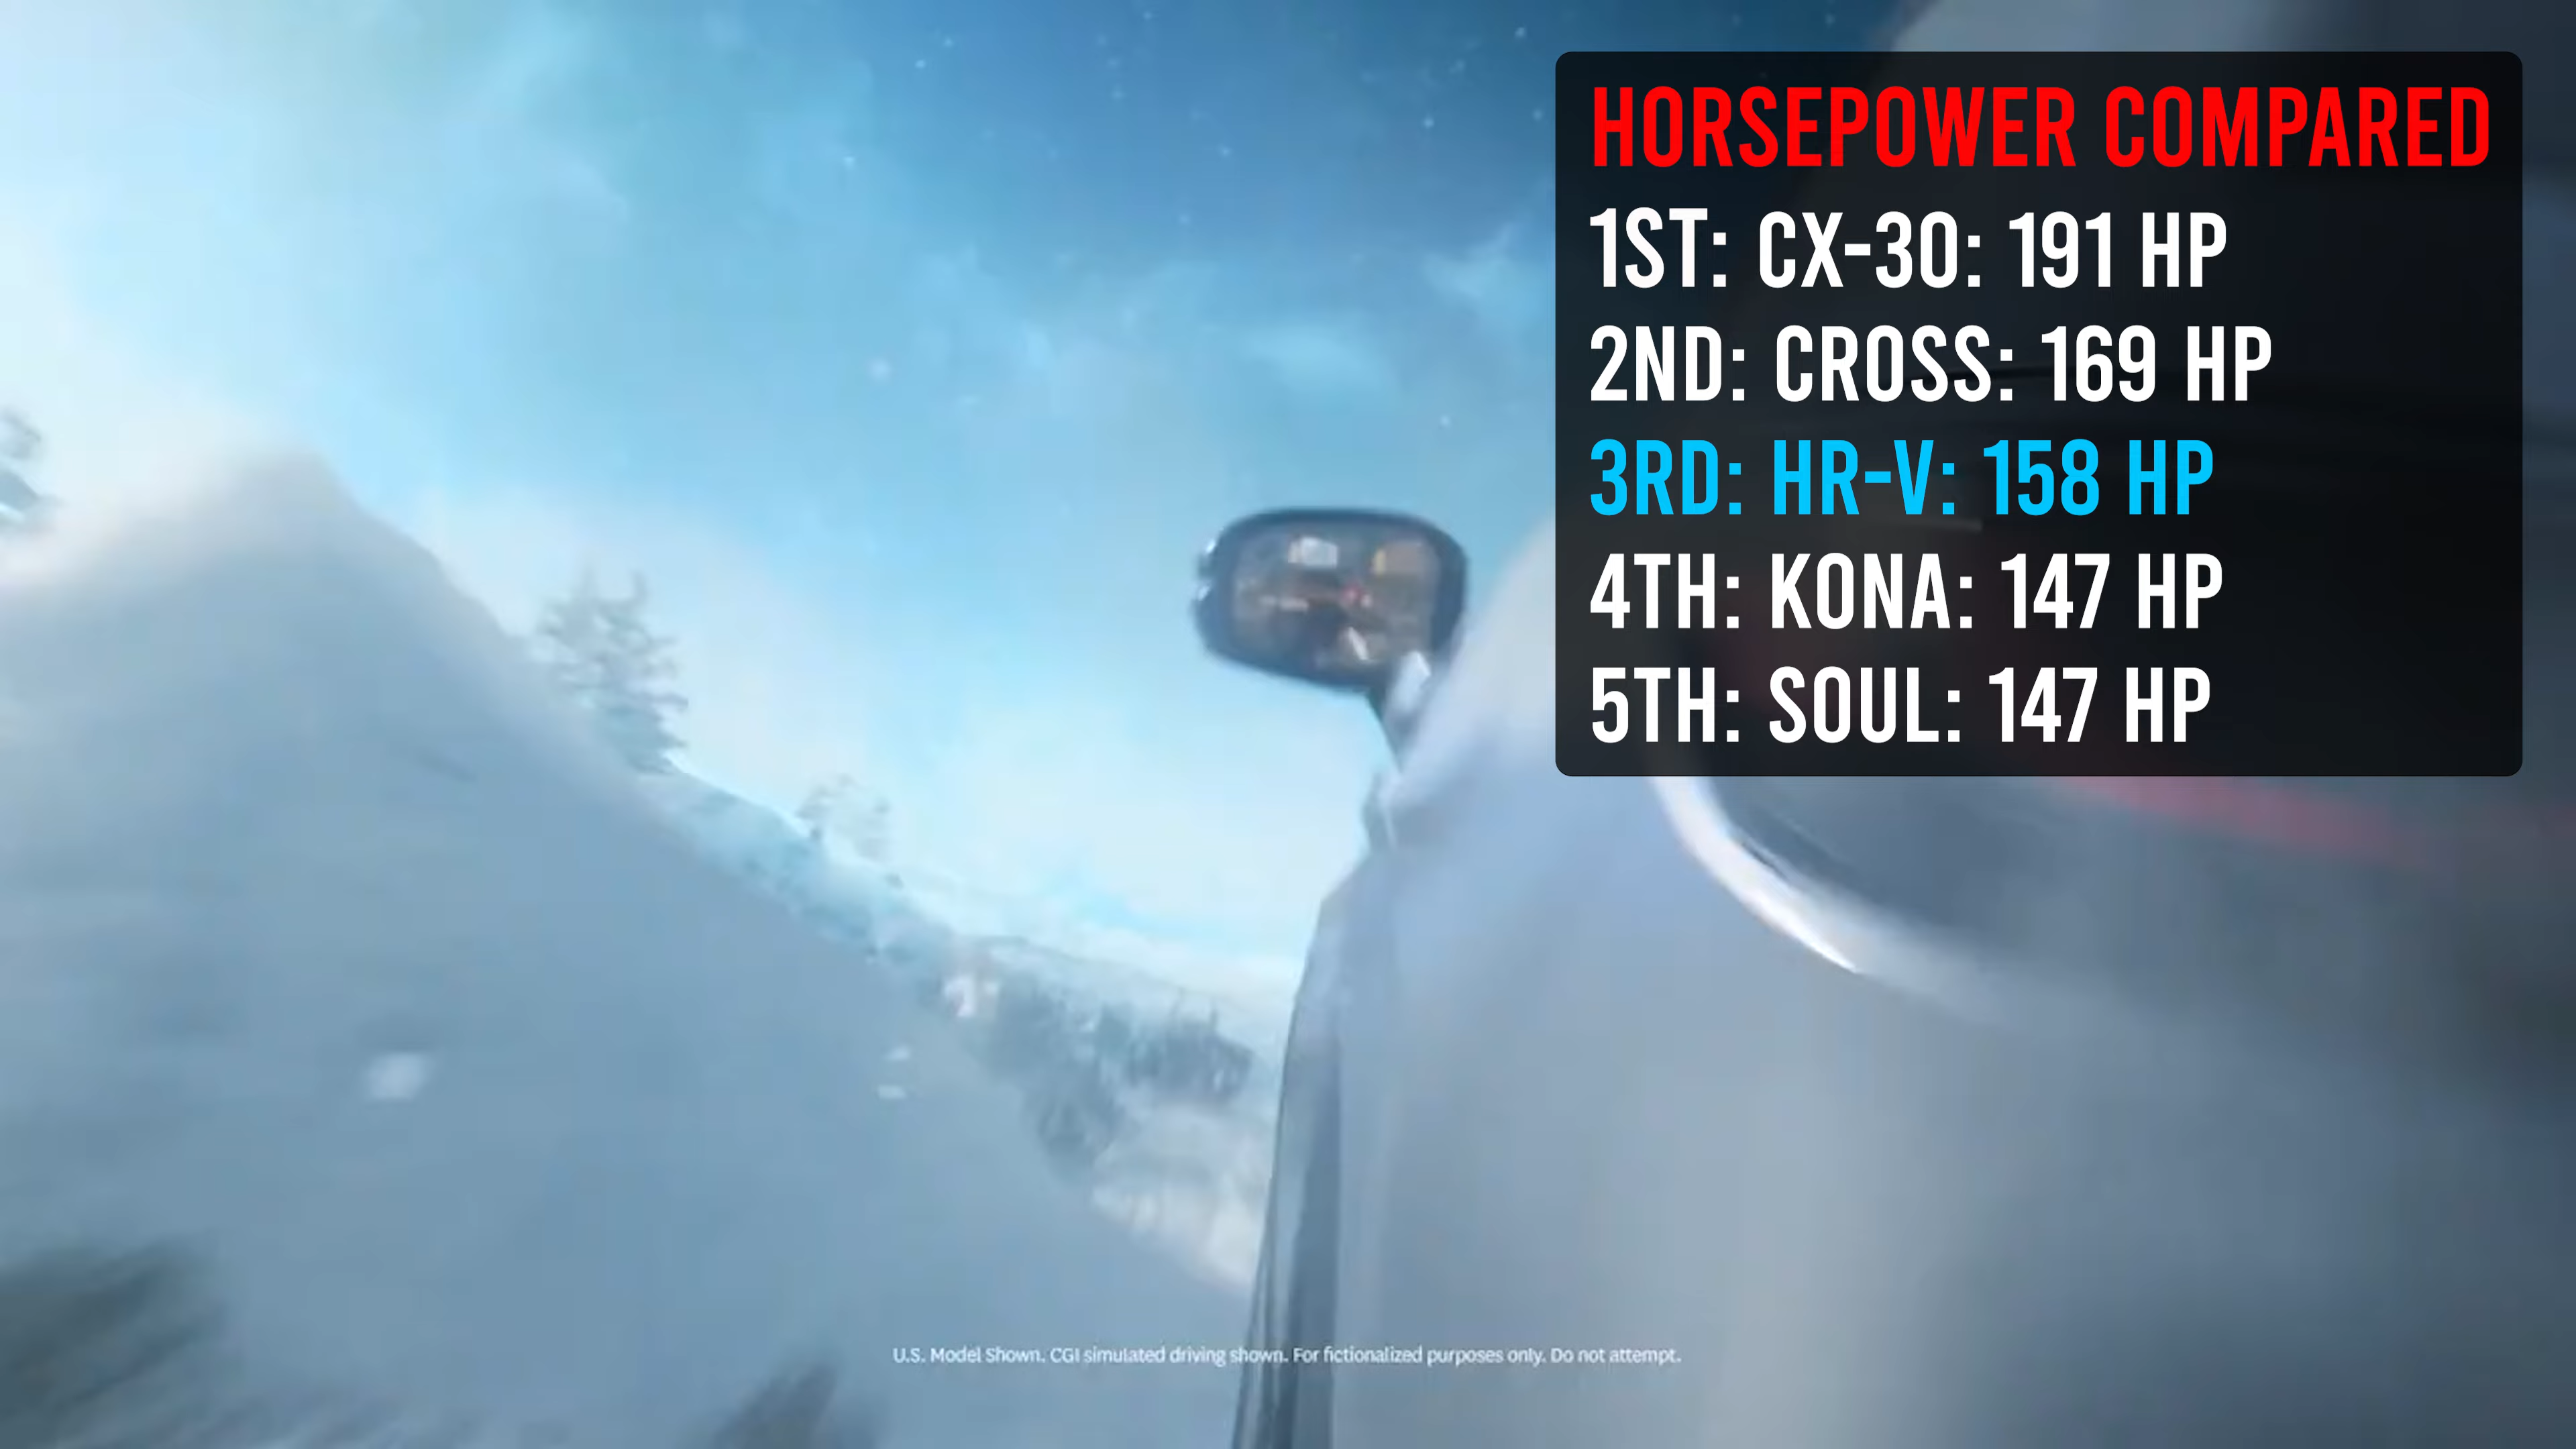 HORSEPOWER COMPARED
1ST: CX-30: 191 HP
2ND: CROSS: 169 HP
3RD: HR-V: 158 HP
4TH: KONA: 147 HP
5TH: SOUL: 147 HP
U.S. Model Shown. CGI simulated driving shown. For fictionalized purposes only. Do not attempt.